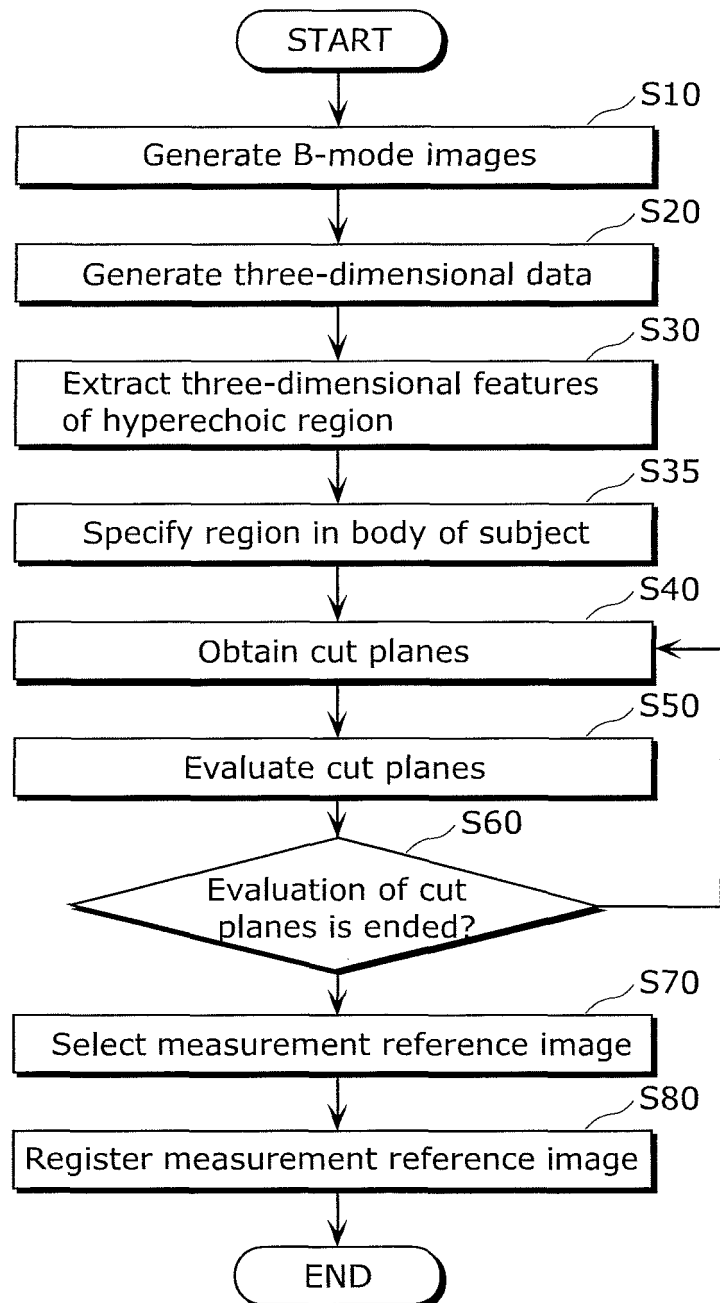 START
S10
Generate B-mode images
S20
Generate three-dimensional data
S30
Extract three-dimensional features
of hyperechoic region
S35
Specify region in body of subject
S40
Obtain cut planes
S50
Evaluate cut planes
S60
Evaluation of cut
planes is ended?
S70
Select measurement reference image
S80
Register measurement reference image
END